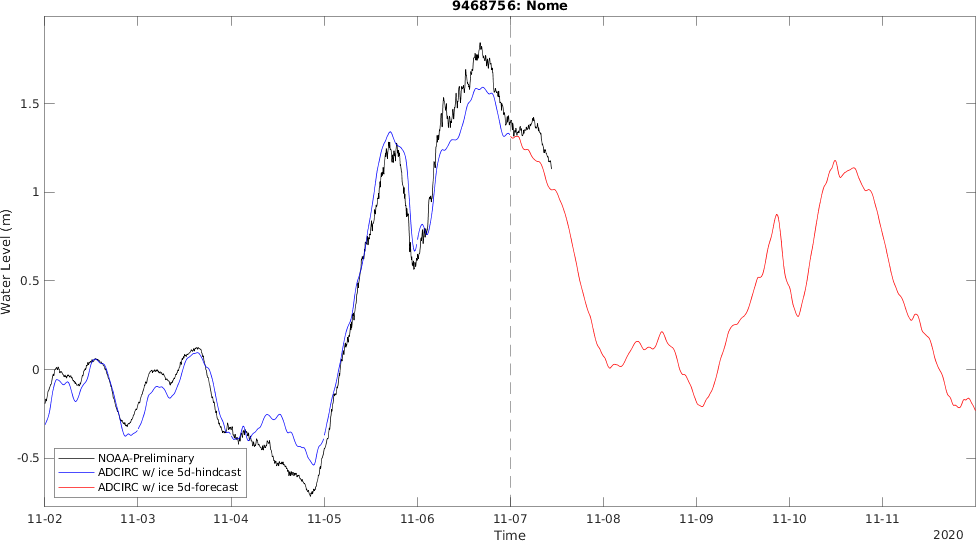 9468756: Nome
Water Level (m)
1.5
1
0.5
0
-0.5
NOAA-Preliminary
ADCIRC w/ ice 5d-hindcast
ADCIRC w/ ice 5d-forecast
11-02 11-03 11-04 11-05 11-06 11-07 11-08 11-09 11-10 11-11
Time
2020